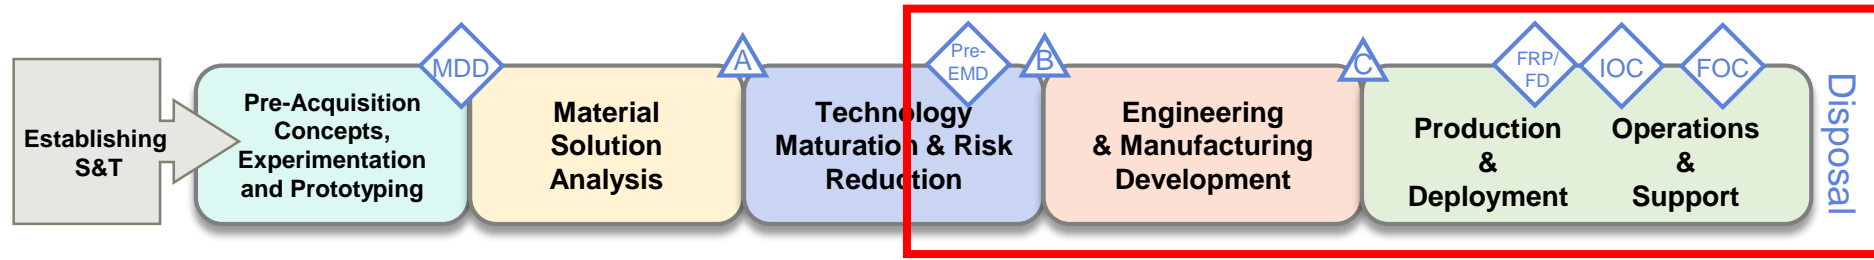 Establishing
S&T
Pre-Acquisition
Concepts,
Experimentation
and Prototyping
MDD
Material
Solution
Analysis
A
Technology
Maturation & Risk
Reduction
Pre-
EMD
B
Engineering
& Manufacturing
Development
C
Production
&
Deployment
FRP/
FD
IOC
Operations
&
Support
FOC
Disposal